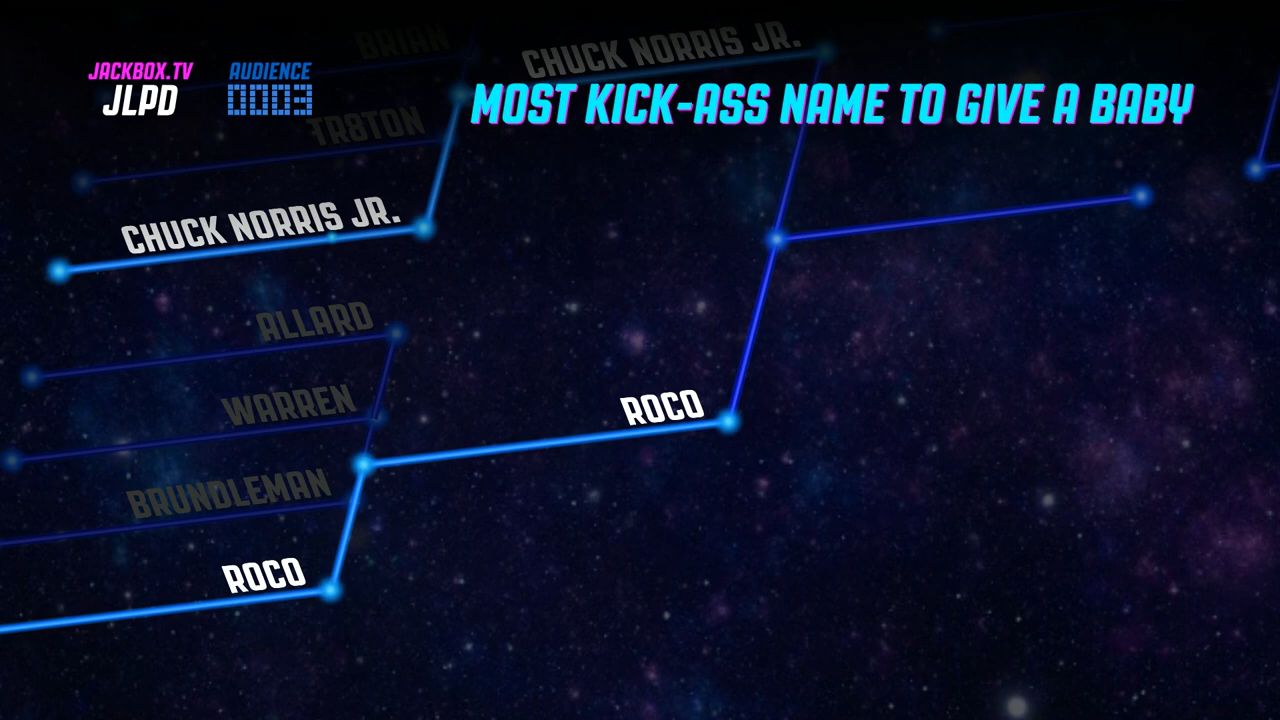 BRIAN
CHUCK NORRIS JR.
JACKBOX.TV
JLPD
AUDIENCE
0003
MOST KICK-ASS NAME TO GIVE A BABY
TR8TON
CHUCK NORRIS JR.
ALLARD
WARREN
ROCO
BRUNDLEMAN
ROCO